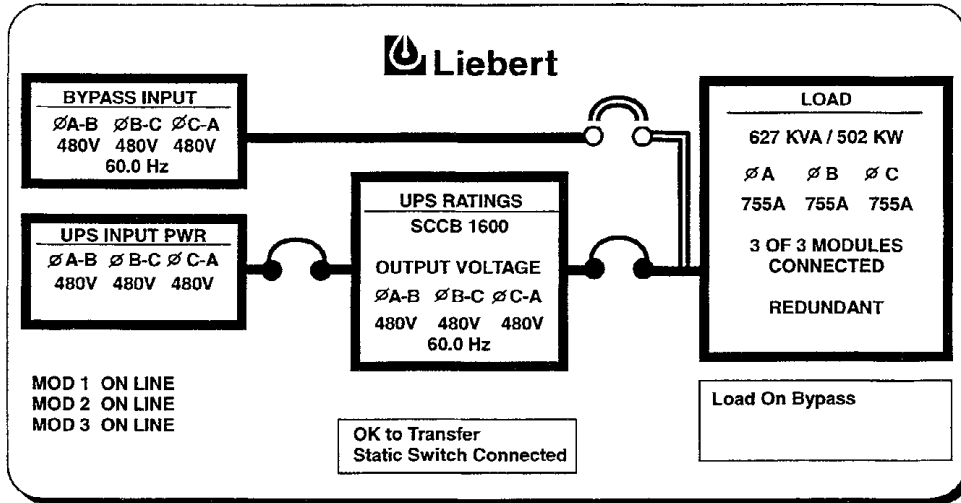 Liebert
BYPASS INPUT
ØA-B ØB-C ØC-A
480V 480V 480V
60.0 Hz
UPS INPUT PWR
ØA-B ØB-C ØC-A
480V 480V 480V
UPS RATINGS
SCCB 1600
OUTPUT VOLTAGE
ØA-B ØB-C ØC-A
480V 480V 480V
60.0 Hz
LOAD
627 KVA / 502 KW
ØA ØB ØC
755A 755A 755A
3 OF 3 MODULES
CONNECTED
REDUNDANT
MOD 1 ON LINE
MOD 2 ON LINE
MOD 3 ON LINE
OK to Transfer
Static Switch Connected
Load On Bypass